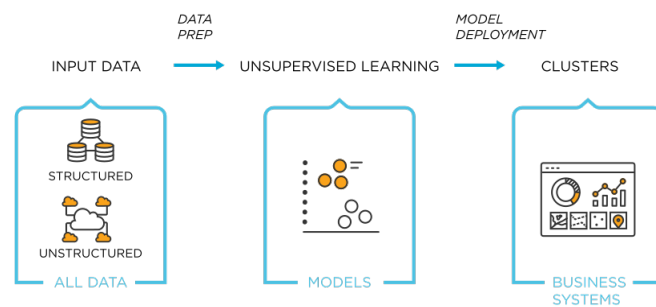 DATA
PREP
MODEL
DEPLOYMENT
INPUT DATA
UNSUPERVISED LEARNING
CLUSTERS
STRUCTURED
UNSTRUCTURED
ALL DATA
MODELS
BUSINESS
SYSTEMS